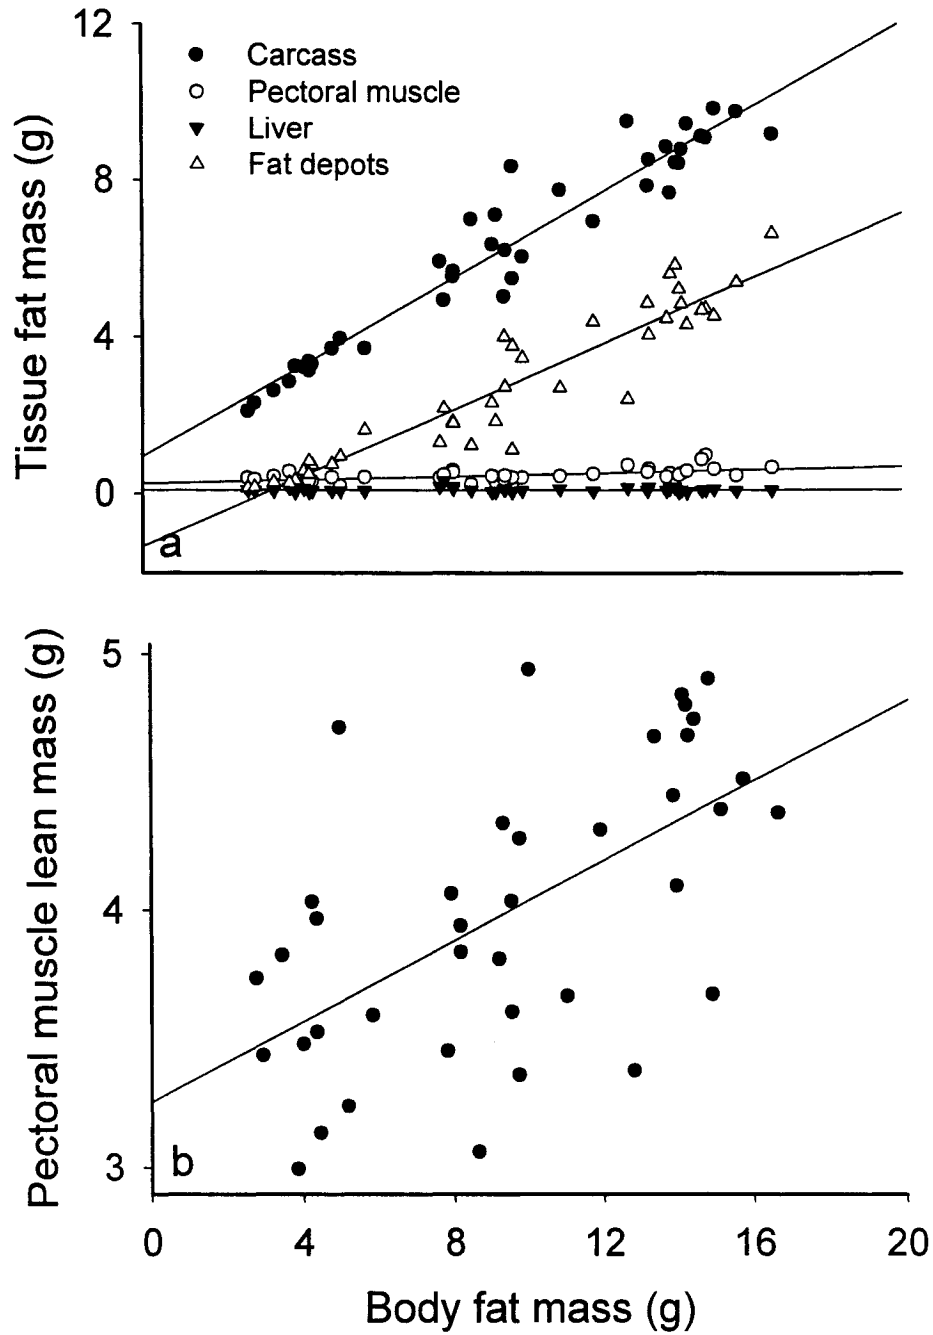 12
8
4
0
Tissue fat mass (g)
Carcass
Pectoral muscle
Liver
Fat depots
a
5
4
3
Pectoral muscle lean mass (g)
b
0 4 8 12 16 20
Body fat mass (g)